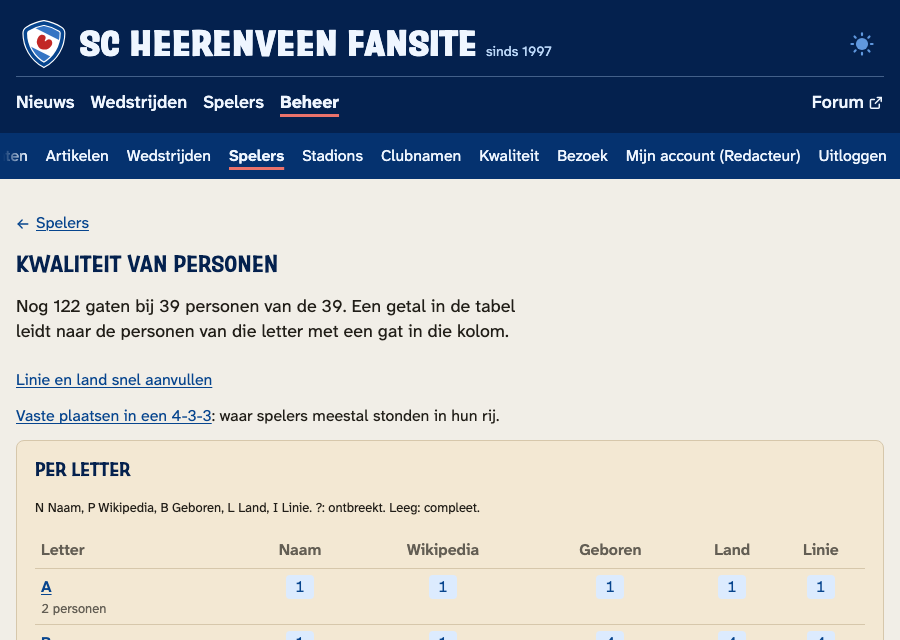 SC HEERENVEEN FANSITE sinds 1997
Nieuws Wedstrijden Spelers Beheer Forum
Artikelen Wedstrijden Spelers Stadions Clubnamen Kwaliteit Bezoek Mijn account (Redacteur) Uitloggen
← Spelers
KWALITEIT VAN PERSONEN
Nog 122 gaten bij 39 personen van de 39. Een getal in de tabel
leidt naar de personen van die letter met een gat in die kolom.
Linie en land snel aanvullen
Vaste plaatsen in een 4-3-3: waar spelers meestal stonden in hun rij.
PER LETTER
N Naam, P Wikipedia, B Geboren, L Land, I Linie. ?: ontbreekt. Leeg: compleet.
Letter Naam Wikipedia Geboren Land Linie
A 1 1 1 1 1
2 personen